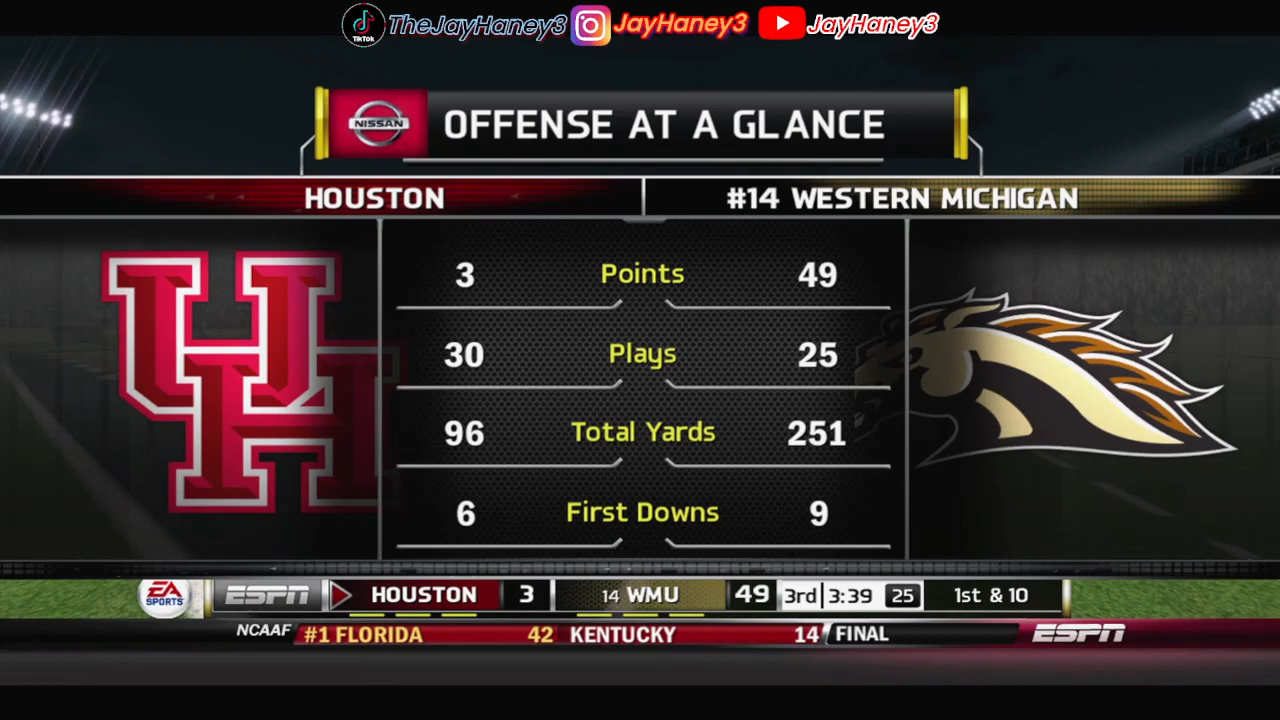 TikTok TheJayHaney3 JayHaney3 JayHaney3
NISSAN OFFENSE AT A GLANCE
HOUSTON #14 WESTERN MICHIGAN
3 Points 49
30 Plays 25
96 Total Yards 251
6 First Downs 9
EA SPORTS ESPN HOUSTON 3 14 WMU 49 3rd 3:39 25 1st & 10
NCAAF #1 FLORIDA 42 KENTUCKY 14 FINAL ESPN